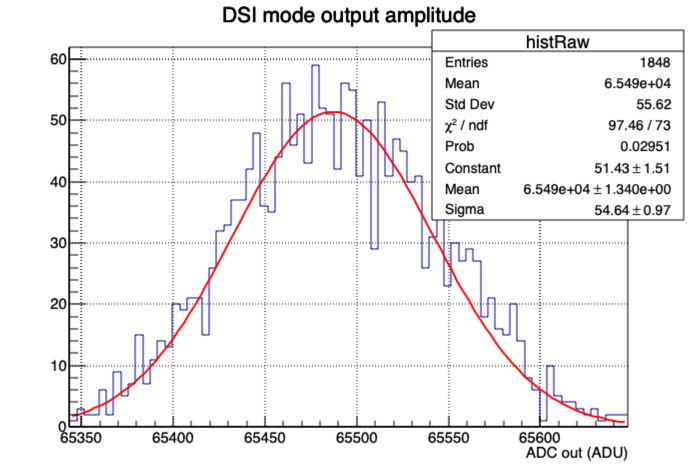 DSI mode output amplitude
histRaw
Entries 1848
Mean 6.549e+04
Std Dev 55.62
χ² / ndf 97.46 / 73
Prob 0.02951
Constant 51.43 ± 1.51
Mean 6.549e+04 ± 1.340e+00
Sigma 54.64 ± 0.97
60
50
40
30
20
10
0
65350 65400 65450 65500 65550 65600
ADC out (ADU)